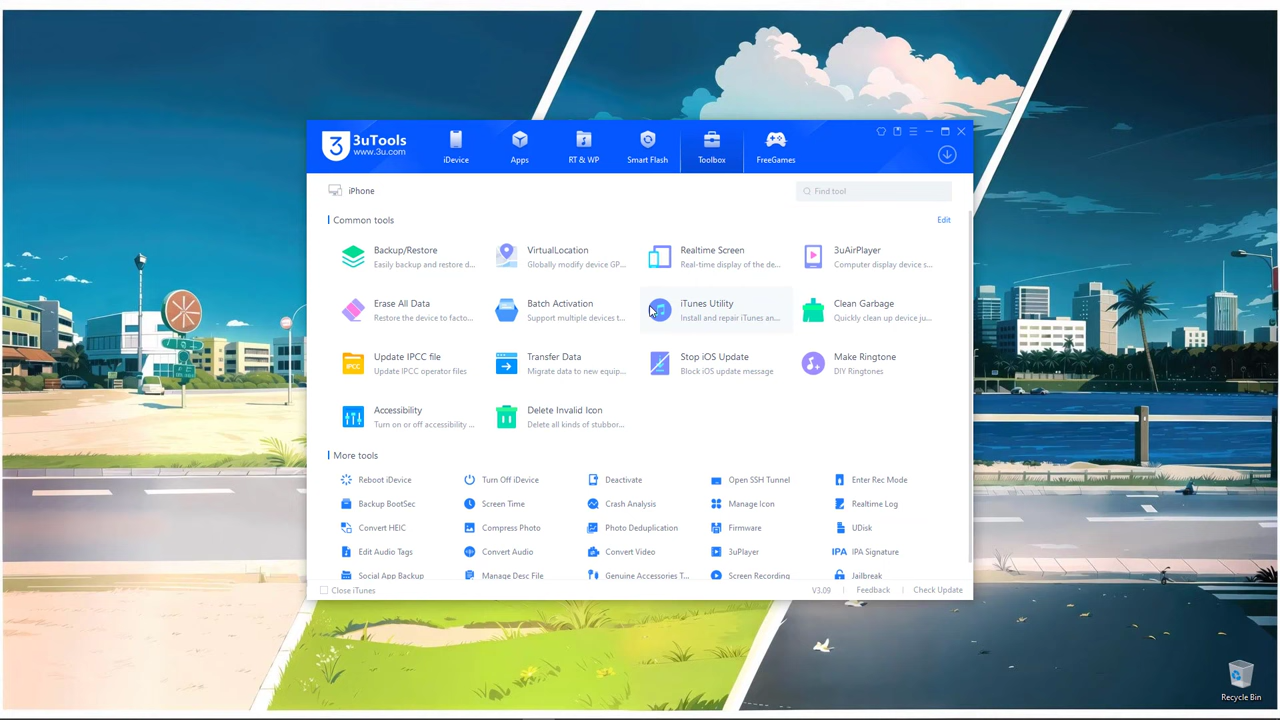 3uTools
www.3u.com
iDevice
Apps
RT & WP
Smart Flash
Toolbox
FreeGames
iPhone
Find tool
Common tools
Edit
Backup/Restore
Easily backup and restore d...
VirtualLocation
Globally modify device GP...
Realtime Screen
Real-time display of the de...
3uAirPlayer
Computer display device s...
Erase All Data
Restore the device to facto...
Batch Activation
Support multiple devices t...
iTunes Utility
Install and repair iTunes an...
Clean Garbage
Quickly clean up device ju...
IPCC
Update IPCC file
Update IPCC operator files
Transfer Data
Migrate data to new equip...
Stop iOS Update
Block iOS update message
Make Ringtone
DIY Ringtones
Accessibility
Turn on or off accessibility ...
Delete Invalid Icon
Delete all kinds of stubbor...
More tools
Reboot iDevice
Turn Off iDevice
Deactivate
Open SSH Tunnel
Enter Rec Mode
Backup BootSec
Screen Time
Crash Analysis
Manage Icon
Realtime Log
Convert HEIC
Compress Photo
Photo Deduplication
Firmware
UDisk
Edit Audio Tags
Convert Audio
Convert Video
3uPlayer
IPA IPA Signature
Social App Backup
Manage Desc File
Genuine Accessories T...
Screen Recording
Jailbreak
Close iTunes
V3.09
Feedback
Check Update
Recycle Bin